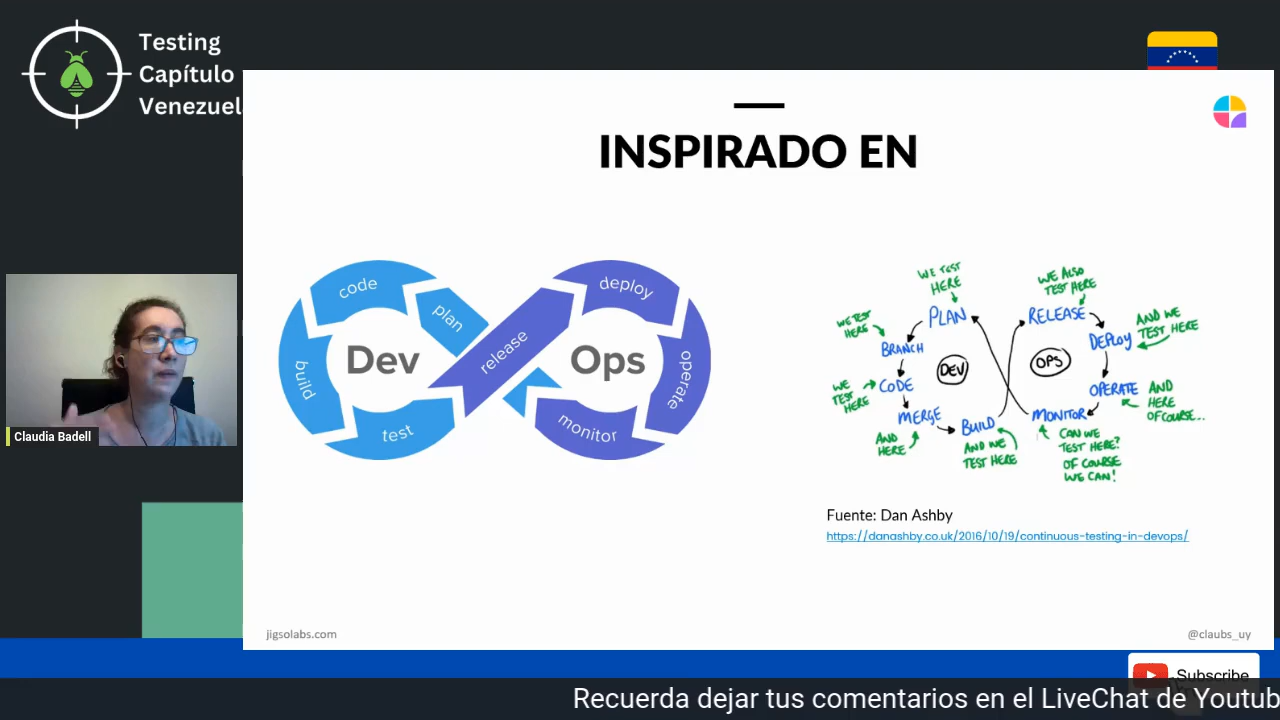 Testing
Capítulo
Venezuel
INSPIRADO EN
code
plan
build
test
release
deploy
operate
monitor
Dev
Ops
WE TEST
HERE
PLAN
WE TEST
HERE
BRANCH
WE
TEST
HERE
CODE
MERGE
AND
HERE
BUILD
AND WE
TEST HERE
DEV
WE ALSO
TEST HERE
RELEASE
AND WE
TEST HERE
DEPLOY
OPS
OPERATE
AND
HERE
OF COURSE...
MONITOR
CAN WE
TEST HERE?
OF COURSE
WE CAN!
Claudia Badell
Fuente: Dan Ashby
https://danashby.co.uk/2016/10/19/continuous-testing-in-devops/
jigsolabs.com
@claubs_uy
Subscribe
Recuerda dejar tus comentarios en el LiveChat de Youtub